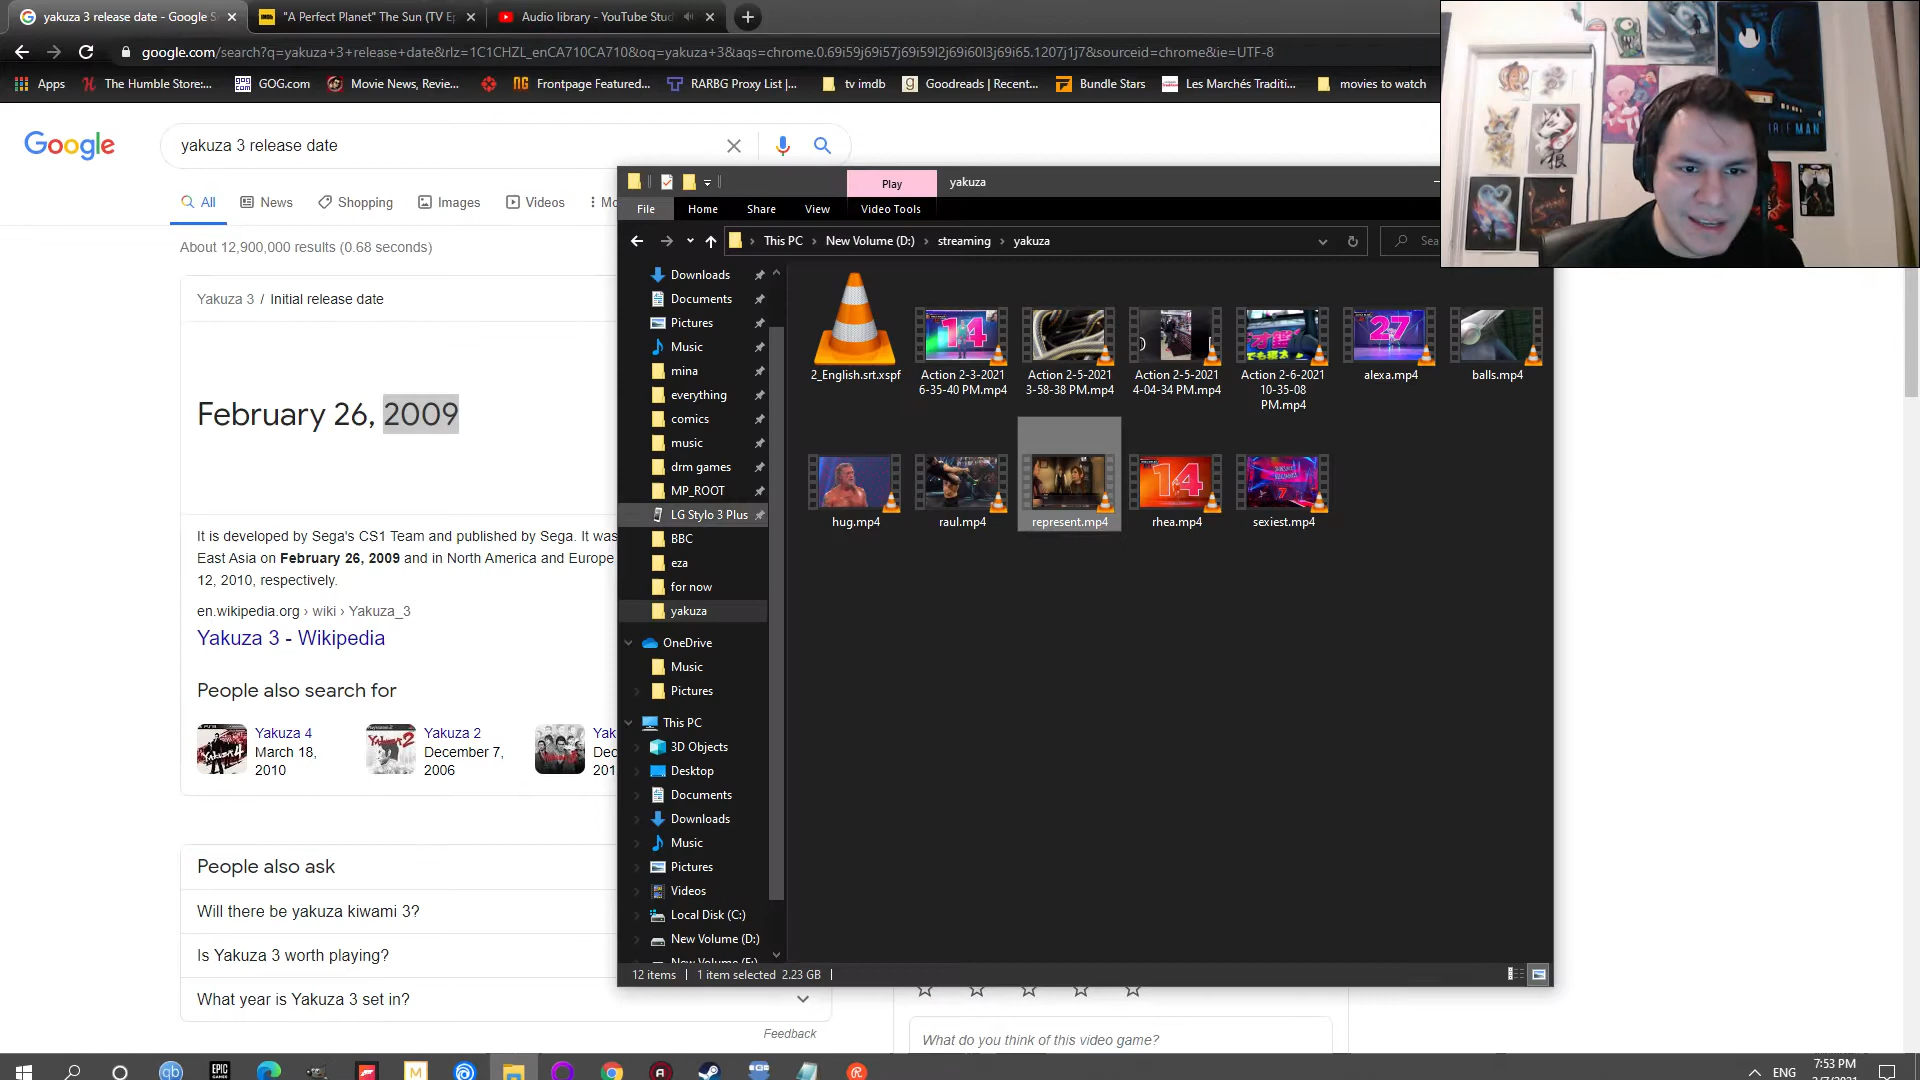 yakuza 3 release date - Google S
"A Perfect Planet" The Sun (TV Ep
Audio library - YouTube Stud
google.com/search?q=yakuza+3+release+date&rlz=1C1CHZL_enCA710CA710&oq=yakuza+3&aqs=chrome.0.69i59j69i57j69i59l2j69i60l3j69i65.1207j1j7&sourceid=chrome&ie=UTF-8
Apps
The Humble Store:...
GOG.com
Movie News, Revie...
Frontpage Featured...
RARBG Proxy List |...
tv imdb
Goodreads | Recent...
Bundle Stars
Les Marchés Traditi...
movies to watch
Google
yakuza 3 release date
All
News
Shopping
Images
Videos
Mo
About 12,900,000 results (0.68 seconds)
Yakuza 3 / Initial release date
February 26, 2009
It is developed by Sega's CS1 Team and published by Sega. It was
East Asia on February 26, 2009 and in North America and Europe
12, 2010, respectively.
en.wikipedia.org › wiki › Yakuza_3
Yakuza 3 - Wikipedia
People also search for
Yakuza 4
March 18,
2010
Yakuza 2
December 7,
2006
Yak
Dec
201
People also ask
Will there be yakuza kiwami 3?
Is Yakuza 3 worth playing?
What year is Yakuza 3 set in?
Feedback
What do you think of this video game?
Play
yakuza
File
Home
Share
View
Video Tools
This PC
New Volume (D:)
streaming
yakuza
Sea
Downloads
Documents
Pictures
Music
mina
everything
comics
music
drm games
MP_ROOT
LG Stylo 3 Plus
BBC
eza
for now
yakuza
OneDrive
Music
Pictures
This PC
3D Objects
Desktop
Documents
Downloads
Music
Pictures
Videos
Local Disk (C:)
New Volume (D:)
2_English.srt.xspf
14
Action 2-3-2021
6-35-40 PM.mp4
Action 2-5-2021
3-58-38 PM.mp4
Action 2-5-2021
4-04-34 PM.mp4
Action 2-6-2021
10-35-08
PM.mp4
27
alexa.mp4
balls.mp4
hug.mp4
raul.mp4
represent.mp4
14
rhea.mp4
7
sexiest.mp4
12 items
1 item selected 2.23 GB
EPIC
ENG
7:53 PM